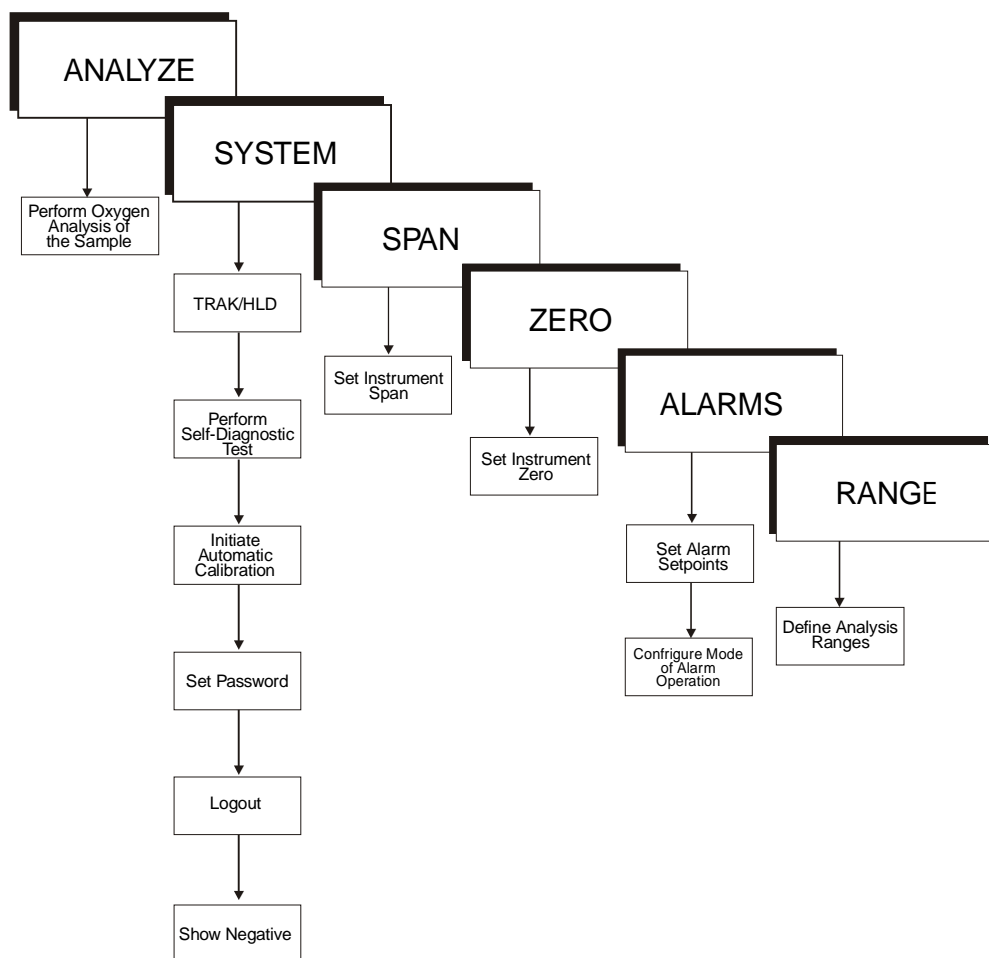 ANALYZE
Perform Oxygen
Analysis of
the Sample
SYSTEM
TRAK/HLD
Perform
Self-Diagnostic
Test
Initiate
Automatic
Calibration
Set Password
Logout
Show Negative
SPAN
Set Instrument
Span
ZERO
Set Instrument
Zero
ALARMS
Set Alarm
Setpoints
Confrigure Mode
of Alarm
Operation
RANGE
Define Analysis
Ranges